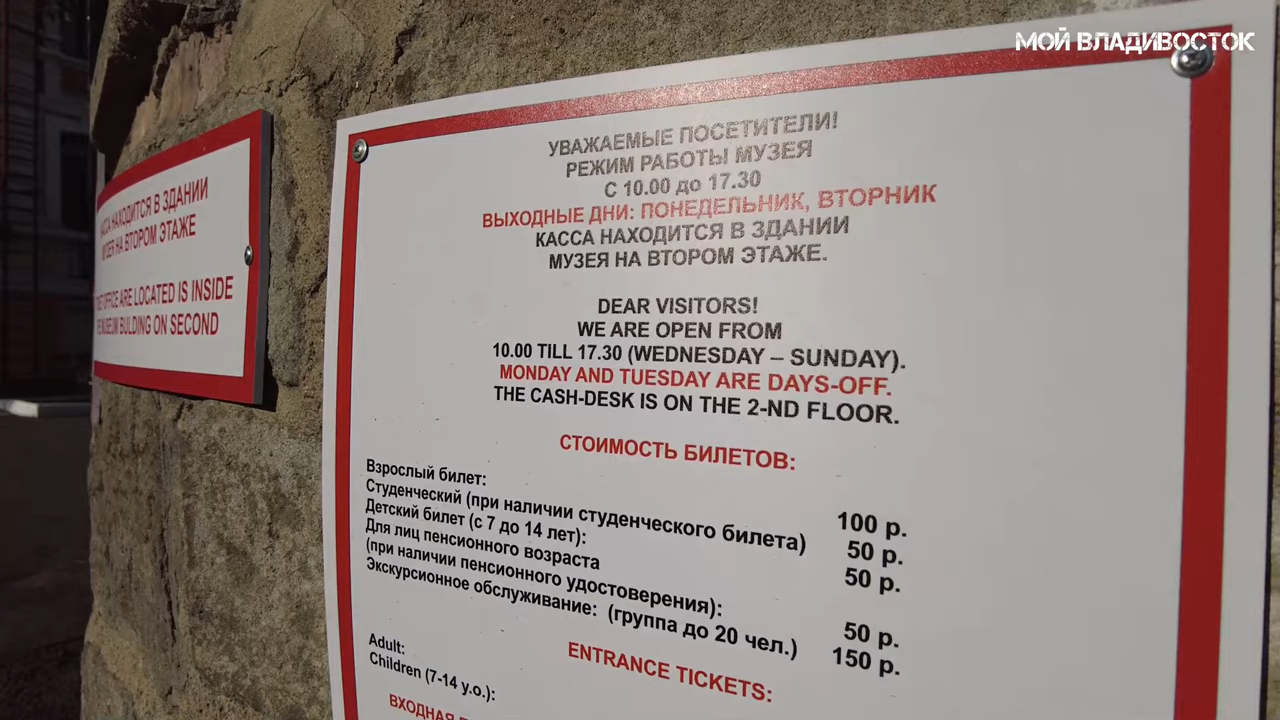 МОЙ ВЛАДИВОСТОК
КАССА НАХОДИТСЯ В ЗДАНИИ
МУЗЕЯ НА ВТОРОМ ЭТАЖЕ
OFFICE ARE LOCATED IS INSIDE
MUSEUM BULDING ON SECOND
УВАЖАЕМЫЕ ПОСЕТИТЕЛИ!
РЕЖИМ РАБОТЫ МУЗЕЯ
С 10.00 до 17.30
ВЫХОДНЫЕ ДНИ: ПОНЕДЕЛЬНИК, ВТОРНИК
КАССА НАХОДИТСЯ В ЗДАНИИ
МУЗЕЯ НА ВТОРОМ ЭТАЖЕ.
DEAR VISITORS!
WE ARE OPEN FROM
10.00 TILL 17.30 (WEDNESDAY – SUNDAY).
MONDAY AND TUESDAY ARE DAYS-OFF.
THE CASH-DESK IS ON THE 2-ND FLOOR.
СТОИМОСТЬ БИЛЕТОВ:
Взрослый билет: 100 р.
Студенческий (при наличии студенческого билета) 50 р.
Детский билет (с 7 до 14 лет): 50 р.
Для лиц пенсионного возраста
(при наличии пенсионного удостоверения): 50 р.
Экскурсионное обслуживание: (группа до 20 чел.) 150 р.
ENTRANCE TICKETS:
Adult:
Children (7-14 y.o.):
ВХОДНАЯ